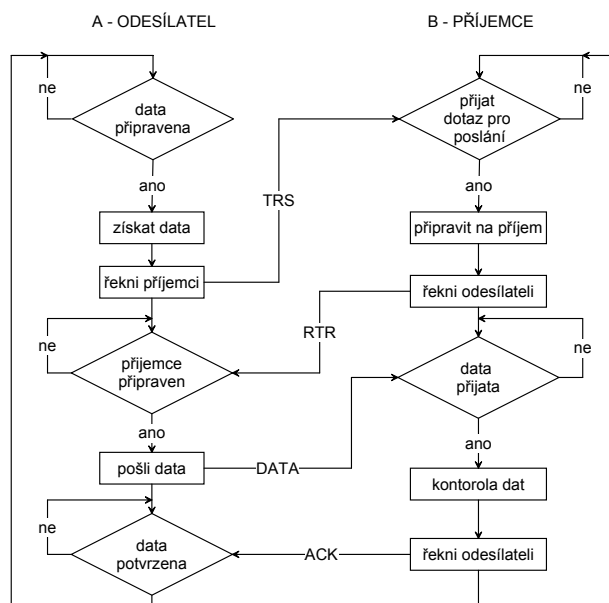 A - ODESÍLATEL
B - PŘÍJEMCE
ne
data
připravena
ano
získat data
řekni příjemci
TRS
přijat
dotaz pro
poslání
ne
ano
připravit na příjem
řekni odesílateli
RTR
ne
přijemce
připraven
ano
pošli data
DATA
data
přijata
ne
ano
kontorola dat
řekni odesílateli
ACK
ne
data
potvrzena